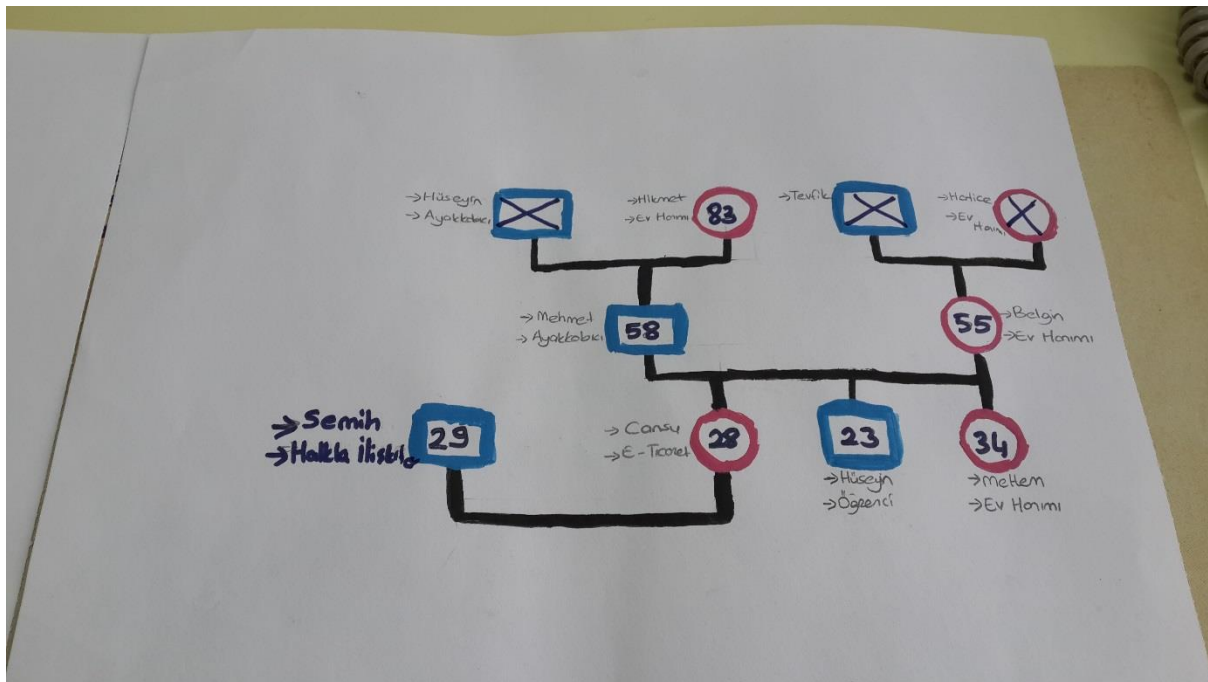 →Hüseyin
→Ayakkabıcı
→Hikmet
→Ev Hanımı
83
→Tevfik
→Hatice
→Ev
Hanımı
→Mehmet
→Ayakkabıcı
58
55
→Belgin
→Ev Hanımı
→Semih
→Halkla
29
→Cansu
→E-Ticaret
28
23
→Hüseyin
→Öğrenci
34
→Meltem
→Ev Hanımı